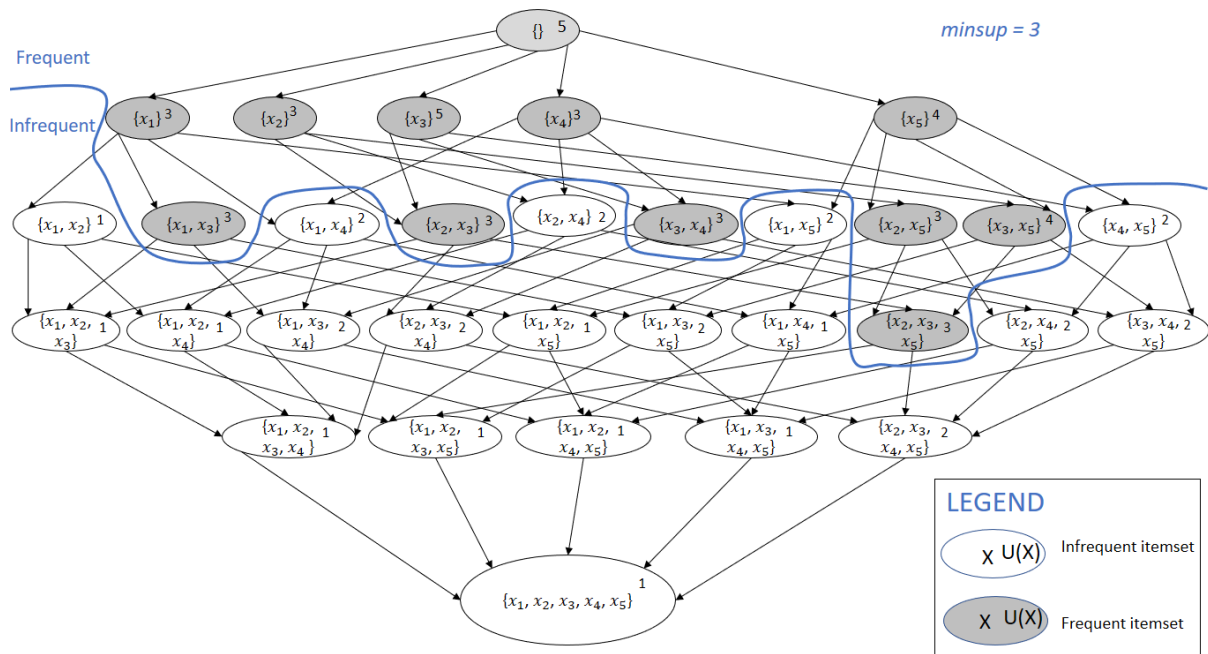 {} 5
minsup = 3
Frequent
Infrequent
{x₁}³
{x₂}³
{x₃}⁵
{x₄}³
{x₅}⁴
{x₁, x₂} 1
{x₁, x₃} 3
{x₁, x₄} 2
{x₂, x₃} 3
{x₂, x₄} 2
{x₃, x₄} 3
{x₁, x₅} 2
{x₂, x₅} 3
{x₃, x₅} 4
{x₄, x₅} 2
{x₁, x₂, 1
x₃}
{x₁, x₂, 1
x₄}
{x₁, x₃, 2
x₄}
{x₂, x₃, 2
x₄}
{x₁, x₂, 1
x₅}
{x₁, x₃, 2
x₅}
{x₁, x₄, 1
x₅}
{x₂, x₃, 3
x₅}
{x₂, x₄, 2
x₅}
{x₃, x₄, 2
x₅}
{x₁, x₂, 1
x₃, x₄ }
{x₁, x₂, 1
x₃, x₅}
{x₁, x₂, 1
x₄, x₅}
{x₁, x₃, 1
x₄, x₅}
{x₂, x₃, 2
x₄, x₅}
{x₁, x₂, x₃, x₄, x₅} 1
LEGEND
X U(X)
Infrequent itemset
X U(X)
Frequent itemset